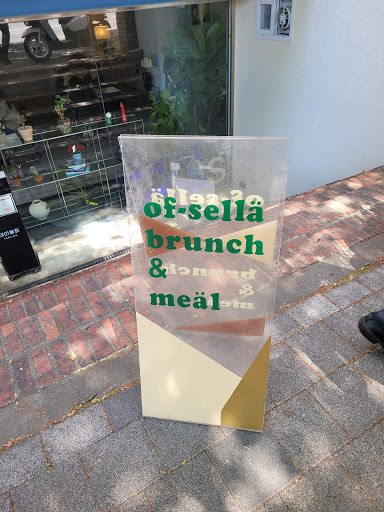 of-sellä
brunch
&
meäl